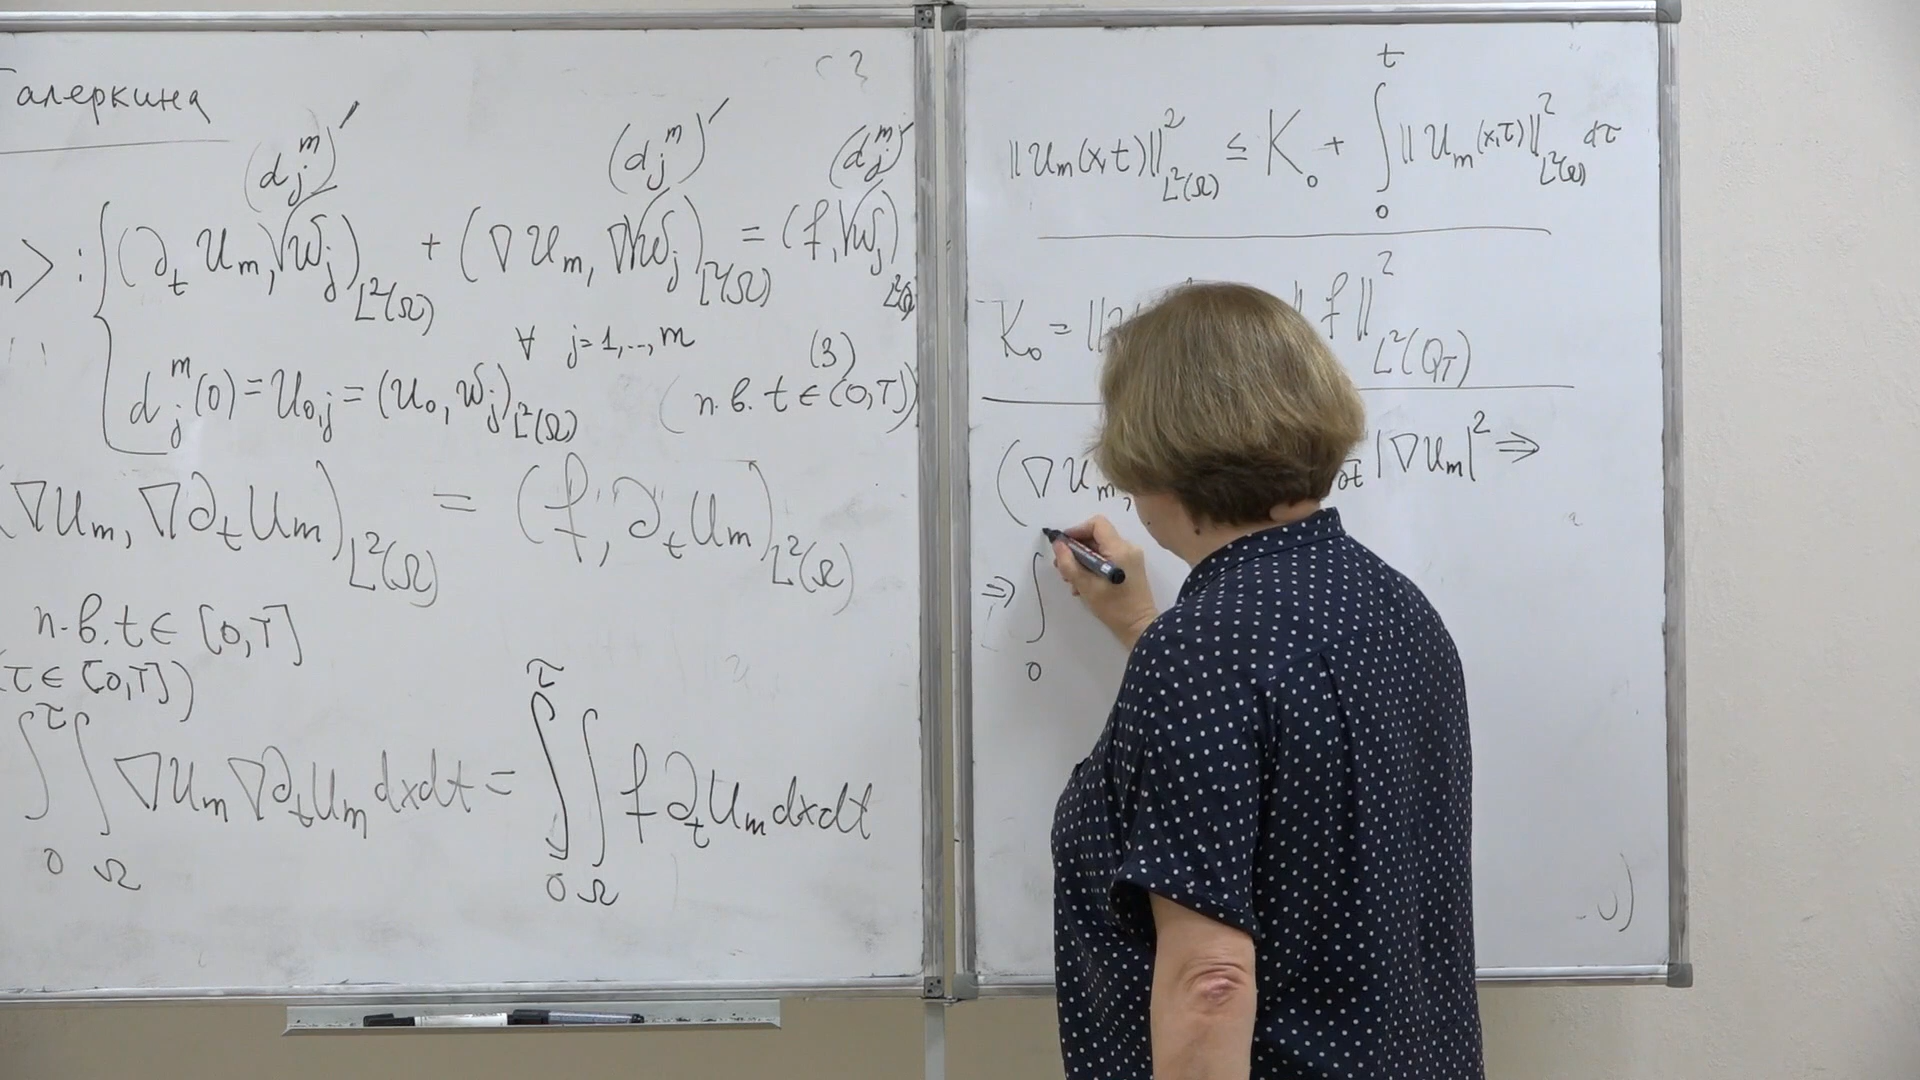 Галеркина
(d_j^m)' (d_j^m)' (d_j^m)'
m> : { (∂_t u_m, w_j)_{L²(Ω)} + (∇u_m, ∇w_j)_{L²(Ω)} = (f, w_j)_{L²(Ω)}
∀ j=1,..,m (3)
d_j^m(0) = u_{0,j} = (u_0, w_j)_{L²(Ω)} (п.в. t ∈ (0,T))
(∇u_m, ∇∂_t u_m)_{L²(Ω)} = (f, ∂_t u_m)_{L²(Ω)}
п.в. t ∈ [0,T]
(τ ∈ [0,T])
∫_0^τ ∫_Ω ∇u_m ∇∂_t u_m dxdt = ∫_0^τ ∫_Ω f ∂_t u_m dxdt
‖u_m(x,t)‖²_{L²(Ω)} ≤ K_0 + ∫_0^t ‖u_m(x,τ)‖²_{L²(Ω)} dτ
K_0 = ‖ f‖²_{L²(Q_T)}
(∇u_m, |∇u_m|² ⇒
⇒ ∫_0